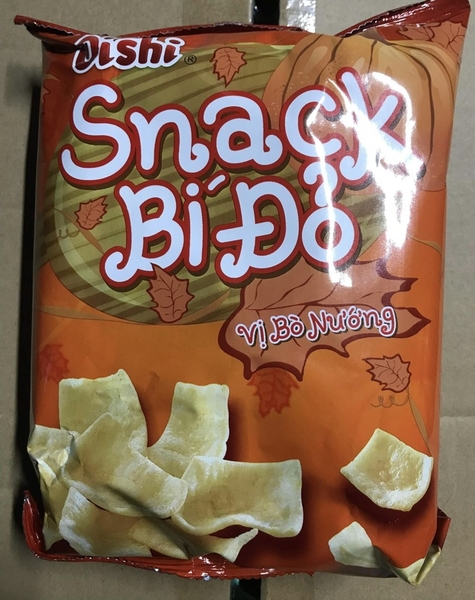 Oishi®
Snack
Bí Đỏ
Vị Bò Nướng